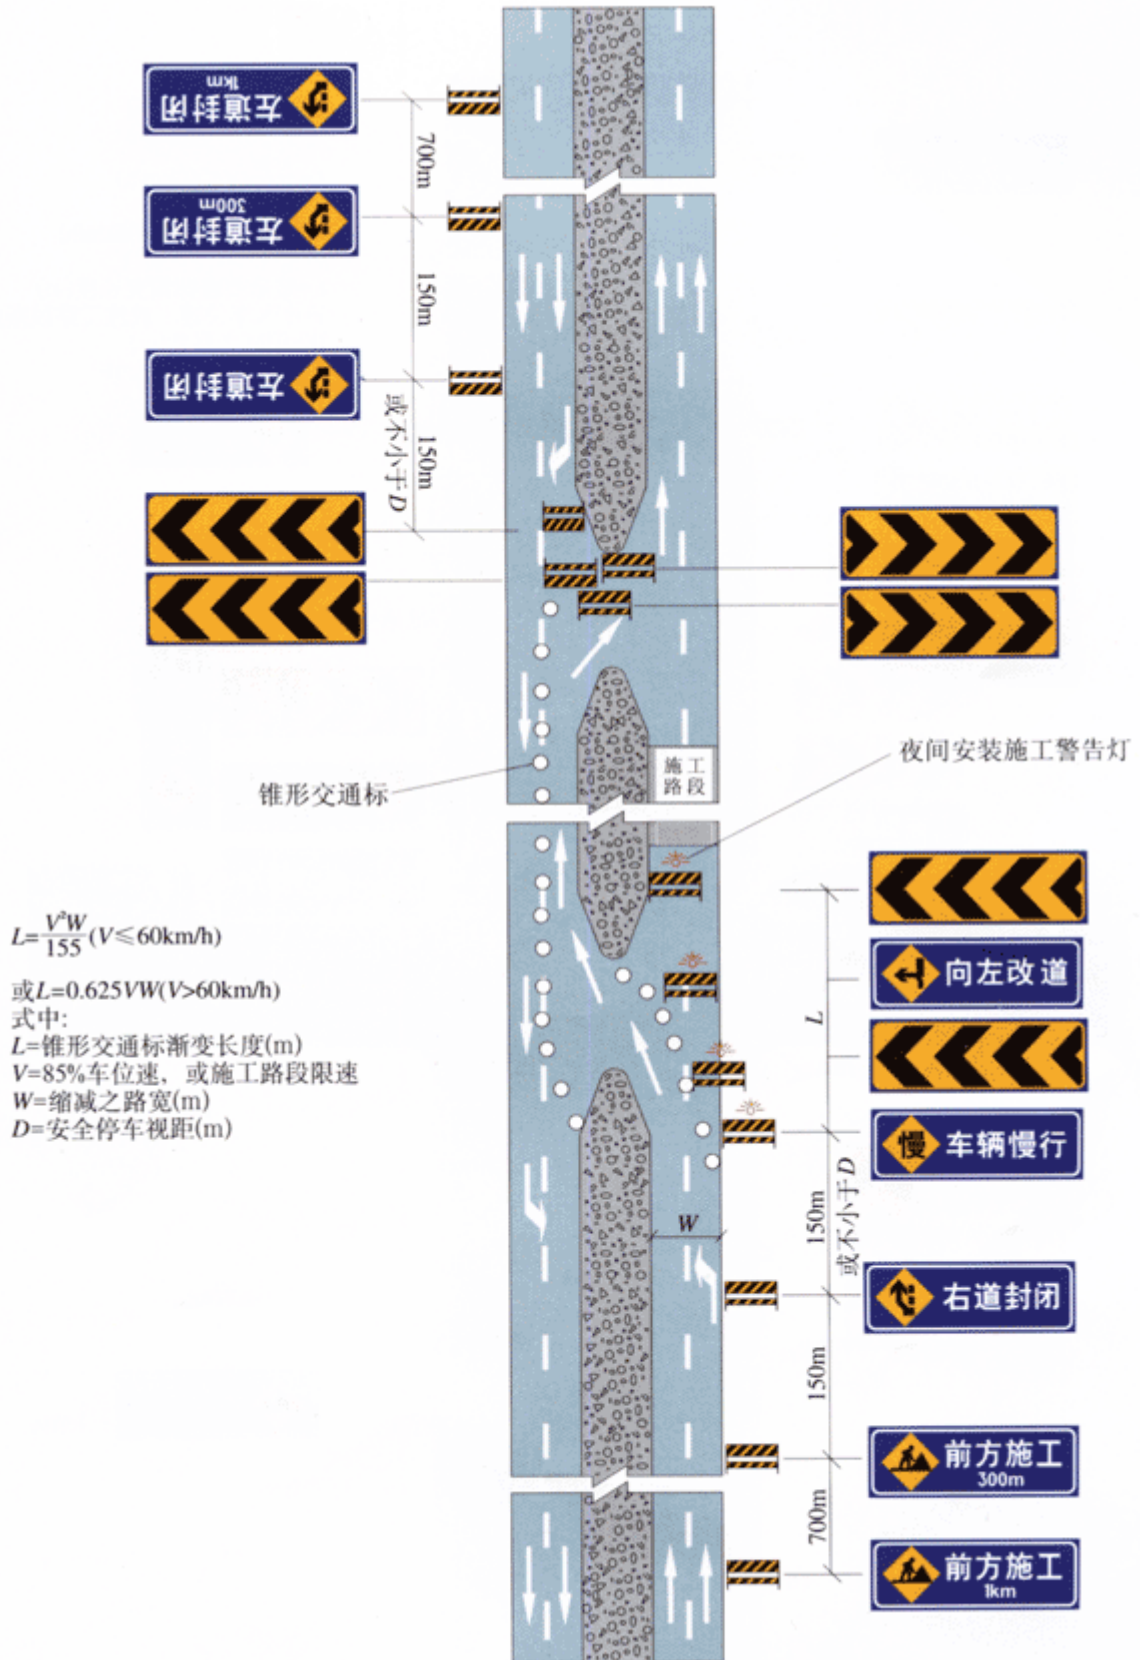 左道封闭
1km
700m
左道封闭
300m
150m
左道封闭
150m
或不小于D
锥形交通标
施工
路段
夜间安装施工警告灯
L=V²W/155(V≤60km/h)
或L=0.625VW(V>60km/h)
式中:
L=锥形交通标渐变长度(m)
V=85%车位速，或施工路段限速
W=缩减之路宽(m)
D=安全停车视距(m)
L
向左改道
慢 车辆慢行
150m
或不小于D
W
右道封闭
150m
前方施工
300m
700m
前方施工
1km